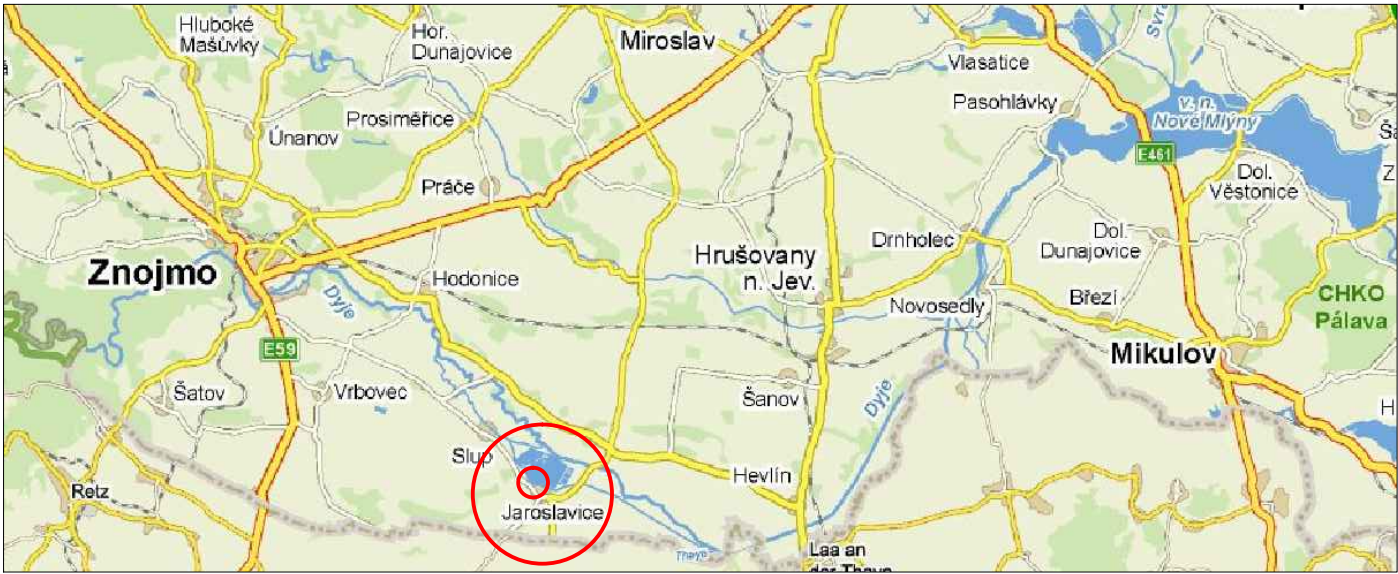 Hluboké
Mašůvky
Hor.
Dunajovice
Miroslav
Vlasatice
Svra
Pasohlávky
v. n.
Nové Mlýny
Únanov
Prosiměřice
E461
Práče
Dol.
Věstonice
Z
Drnholec
Dol.
Dunajovice
Hrušovany
n. Jev.
Znojmo
Hodonice
Dyje
Novosedly
Březí
CHKO
Pálava
E59
Mikulov
Šatov
Vrbovec
Šanov
Dyje
H
Slup
Hevlín
Retz
Jaroslavice
Thaya
Laa an
der Thaya